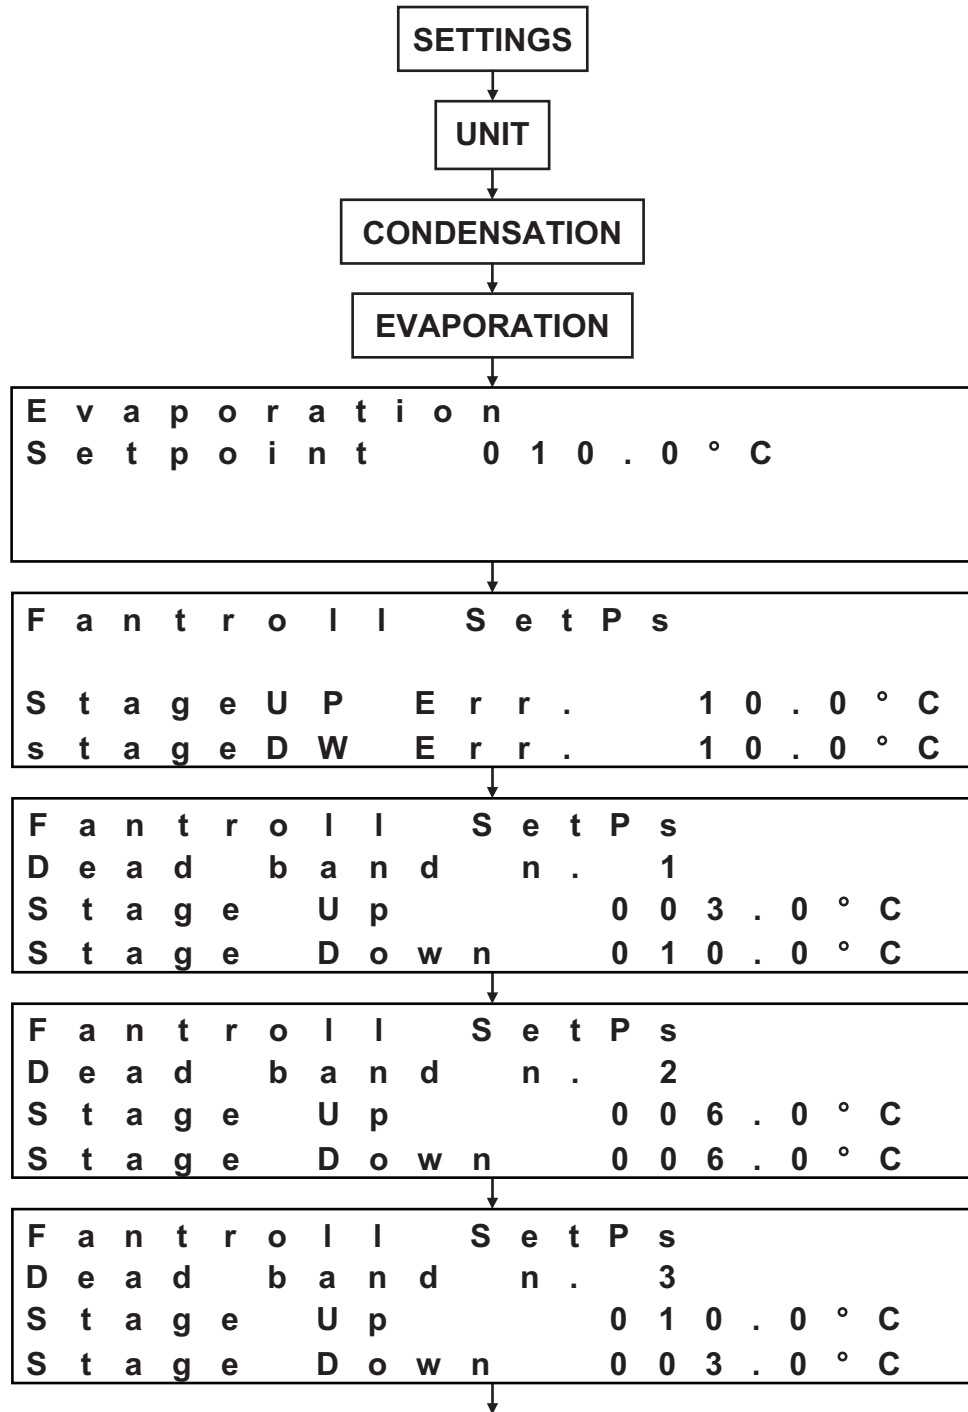 SETTINGS
UNIT
CONDENSATION
EVAPORATION
Evaporation
Setpoint 010.0°C
Fantroll SetPs
StageUP Err. 10.0°C
stageDW Err. 10.0°C
Fantroll SetPs
Dead band n. 1
Stage Up 003.0°C
Stage Down 010.0°C
Fantroll SetPs
Dead band n. 2
Stage Up 006.0°C
Stage Down 006.0°C
Fantroll SetPs
Dead band n. 3
Stage Up 010.0°C
Stage Down 003.0°C